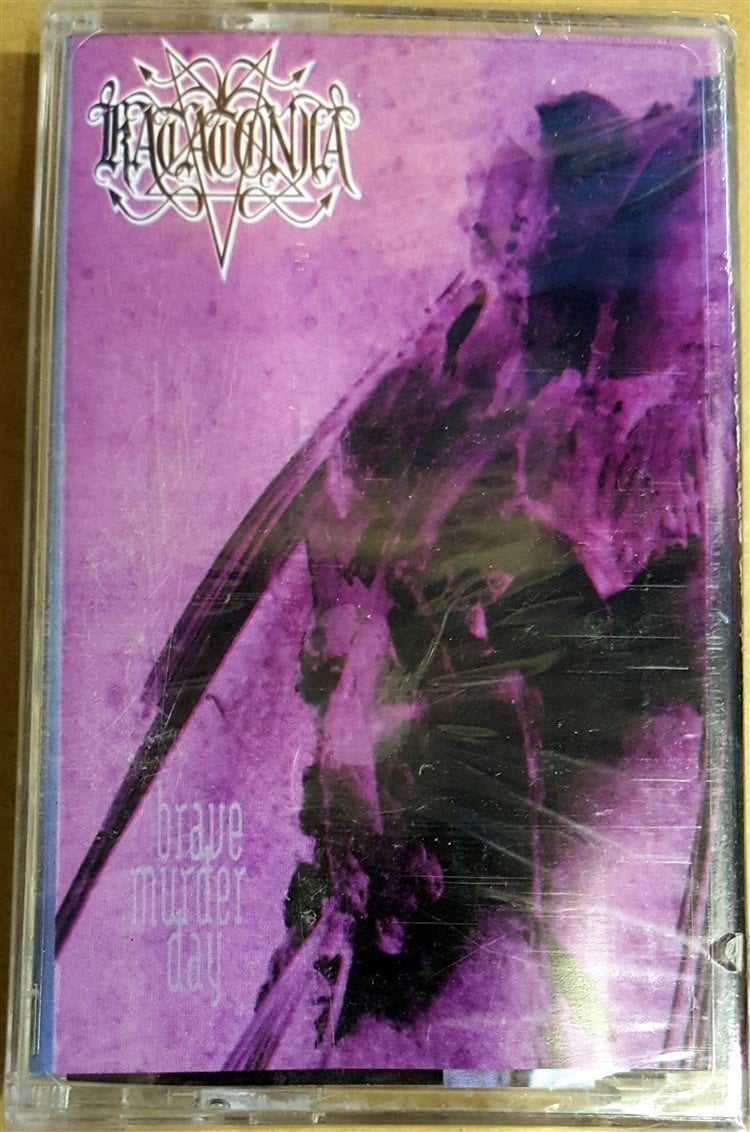 KATATONIA
brave
murder
day